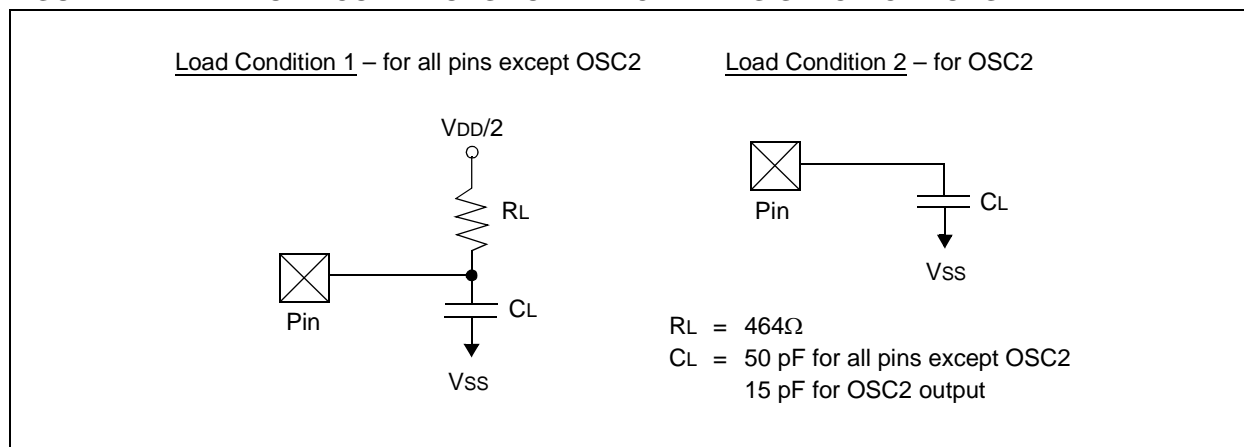 Load Condition 1 – for all pins except OSC2
VDD/2
RL
Pin
CL
VSS
Load Condition 2 – for OSC2
Pin
CL
VSS
RL = 464Ω
CL = 50 pF for all pins except OSC2
15 pF for OSC2 output